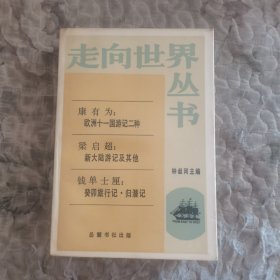 走向世界
丛书
钟叔河主编
康有为:
欧洲十一国游记二种
梁启超:
新大陆游记及其他
钱单士厘:
癸卯旅行记·归潜记
岳麓书社出版